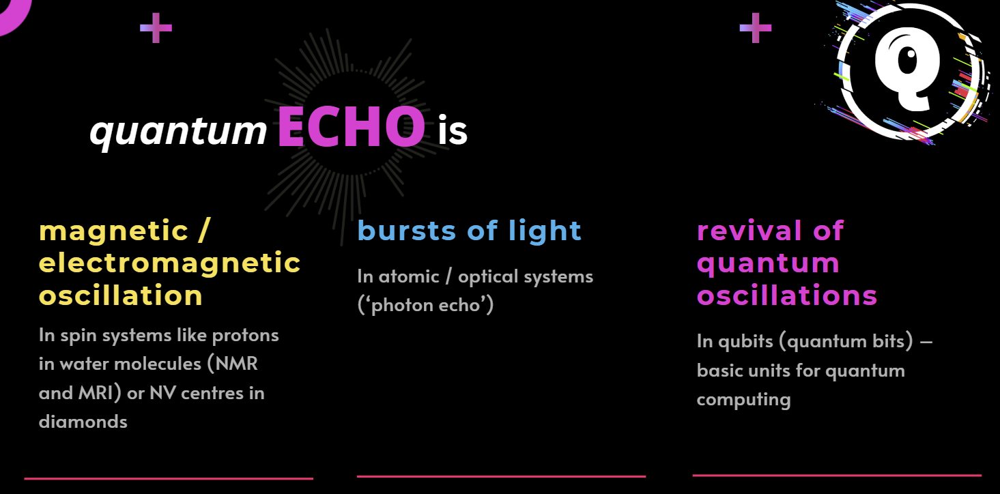 Q
quantum ECHO is
magnetic /
electromagnetic
oscillation
In spin systems like protons
in water molecules (NMR
and MRI) or NV centres in
diamonds
bursts of light
In atomic / optical systems
(‘photon echo’)
revival of
quantum
oscillations
In qubits (quantum bits) –
basic units for quantum
computing